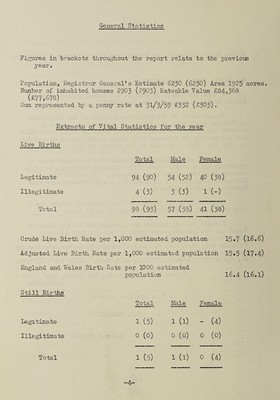 General Statistics
Figures in brackets throughout the report relate to the previous
year.
Population, Registrar General's Estimate 6230 (6230) Area 1925 acres.
Number of inhabited houses 2903 (2903) Rateable Value £84,368
(£77,678)
Sum represented by a penny rate at 31/3/59 £332 (£303).
Extracts of Vital Statistics for the year
Live Births
Total Male Female
Legitimate 94 (90) 54 (52) 40 (38)
Illegitimate 4 (3) 3 (3) 1 (-)
Total 98 (93) 57 (55) 41 (38)
Crude Live Birth Rate per 1,000 estimated population 15.7 (16.6)
Adjusted Live Birth Rate per 1,000 estimated population 15.5 (17.4)
England and Wales Birth Rate per 1000 estimated
population 16.4 (16.1)
Still Births
Total Male Female
Legitimate 1 (5) 1 (1) - (4)
Illegitimate 0 (0) 0 (0) 0 (0)
Total 1 (5) 1 (1) 0 (4)